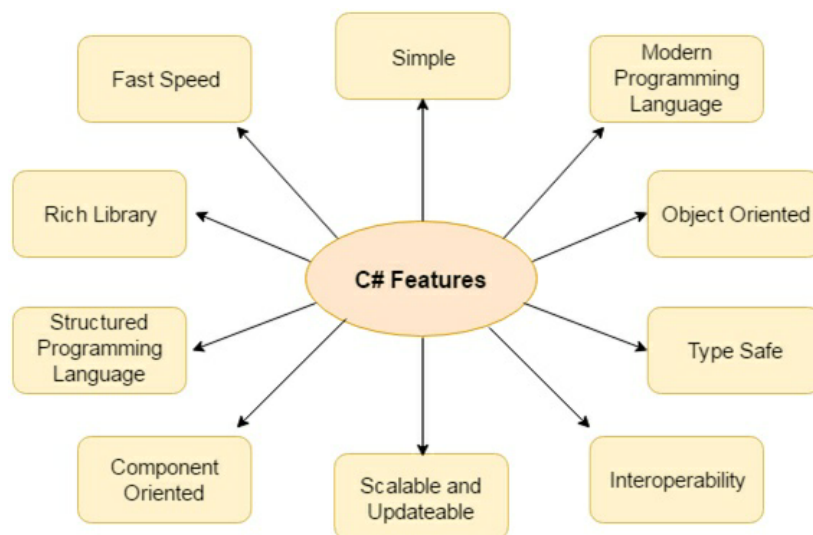 Simple
Fast Speed
Modern
Programming
Language
Rich Library
Object Oriented
C# Features
Structured
Programming
Language
Type Safe
Component
Oriented
Scalable and
Updateable
Interoperability